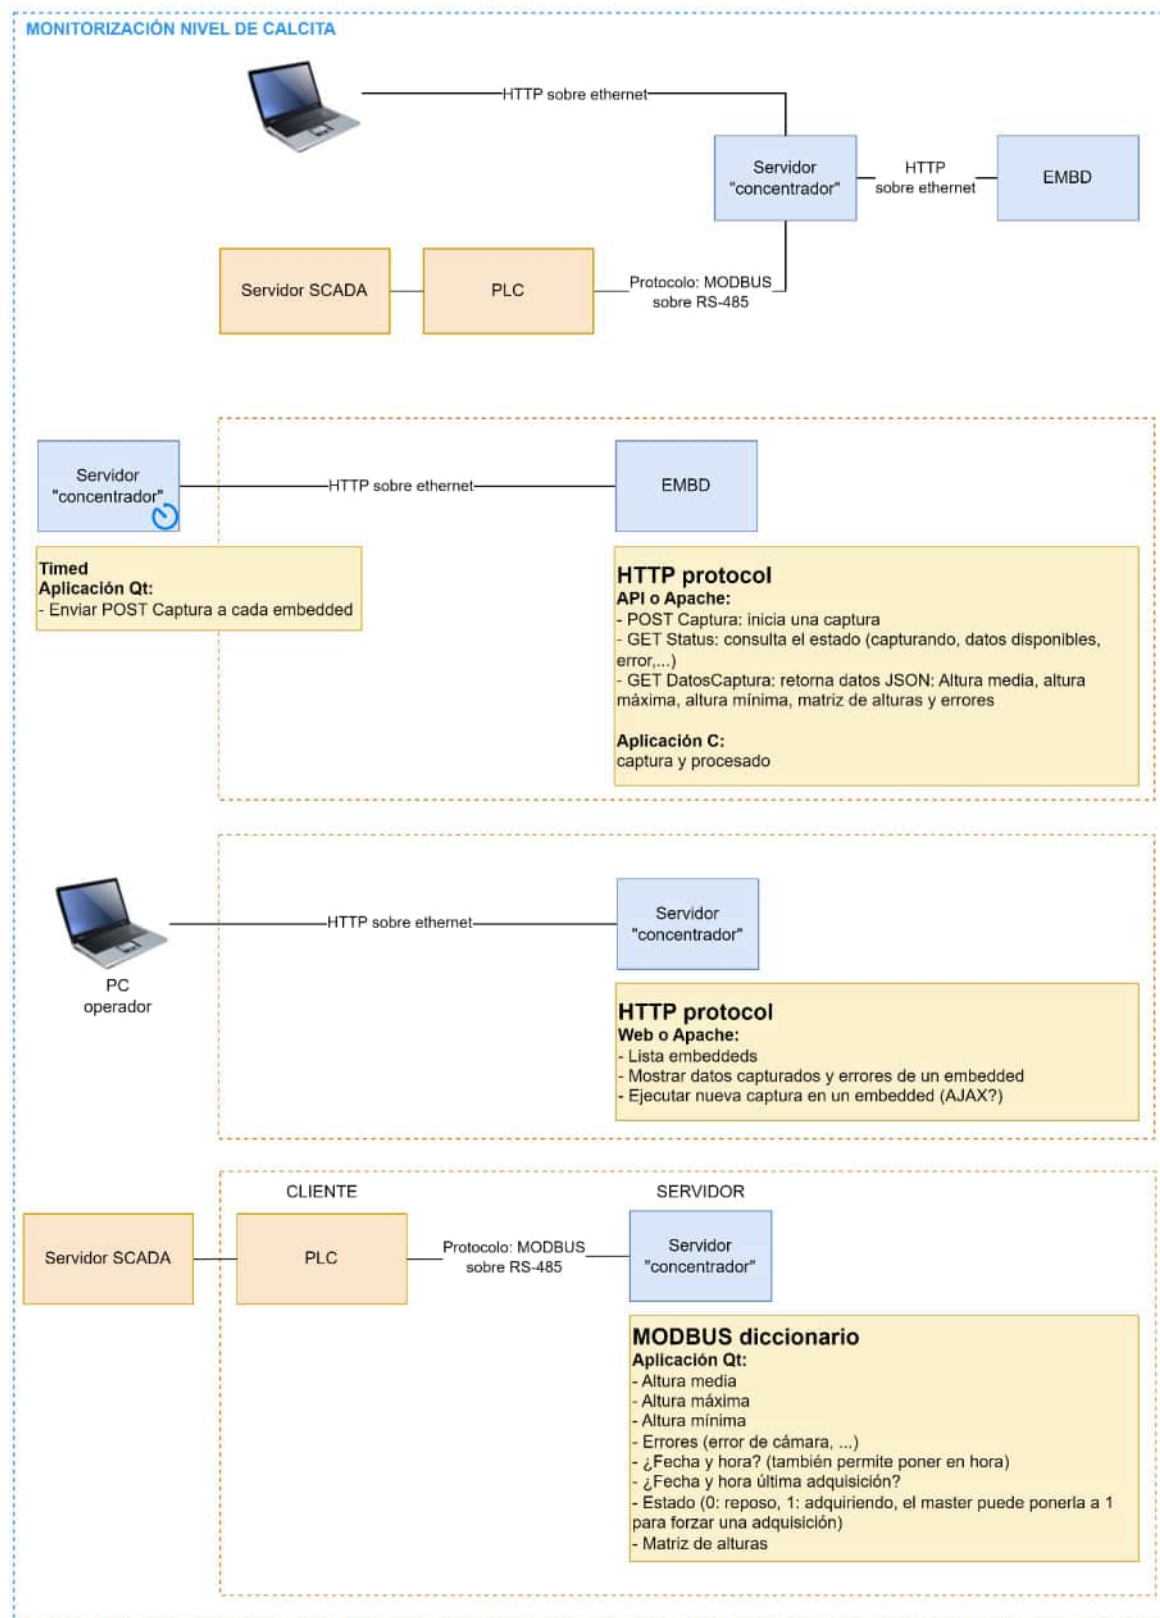 MONITORIZACIÓN NIVEL DE CALCITA
HTTP sobre ethernet
Servidor
"concentrador"
HTTP
sobre ethernet
EMBD
Servidor SCADA
PLC
Protocolo: MODBUS
sobre RS-485
Servidor
"concentrador"
HTTP sobre ethernet
EMBD
Timed
Aplicación Qt:
- Enviar POST Captura a cada embedded
HTTP protocol
API o Apache:
- POST Captura: inicia una captura
- GET Status: consulta el estado (capturando, datos disponibles,
error,...)
- GET DatosCaptura: retorna datos JSON: Altura media, altura
máxima, altura mínima, matriz de alturas y errores
Aplicación C:
captura y procesado
HTTP sobre ethernet
Servidor
"concentrador"
PC
operador
HTTP protocol
Web o Apache:
- Lista embeddeds
- Mostrar datos capturados y errores de un embedded
- Ejecutar nueva captura en un embedded (AJAX?)
CLIENTE
SERVIDOR
Servidor SCADA
PLC
Protocolo: MODBUS
sobre RS-485
Servidor
"concentrador"
MODBUS diccionario
Aplicación Qt:
- Altura media
- Altura máxima
- Altura mínima
- Errores (error de cámara, ...)
- ¿Fecha y hora? (también permite poner en hora)
- ¿Fecha y hora última adquisición?
- Estado (0: reposo, 1: adquiriendo, el master puede ponerla a 1
para forzar una adquisición)
- Matriz de alturas